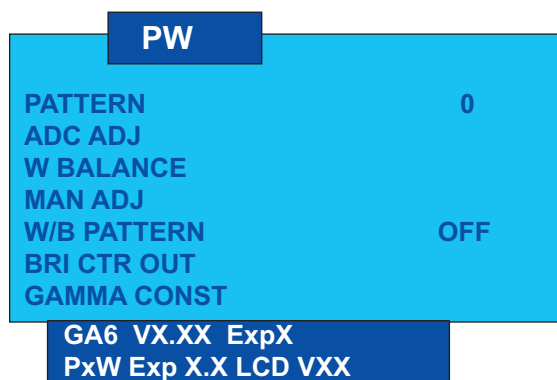 PW
PATTERN 0
ADC ADJ
W BALANCE
MAN ADJ
W/B PATTERN OFF
BRI CTR OUT
GAMMA CONST
GA6 VX.XX ExpX
PxW Exp X.X LCD VXX